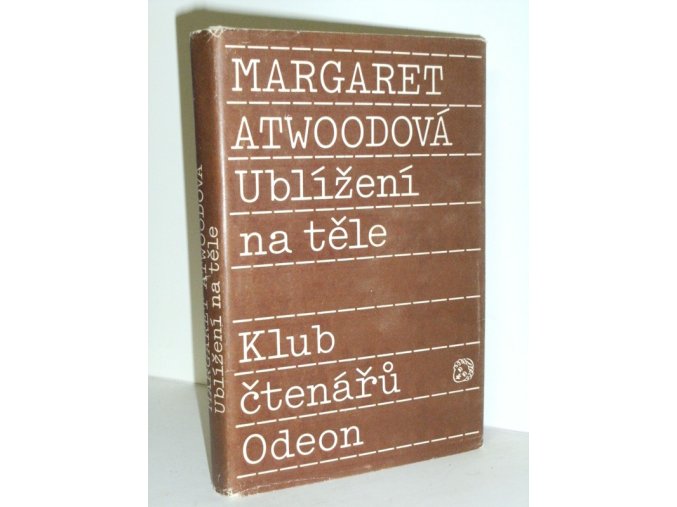 MARGARET
ATWOODOVÁ
Ublížení
na těle
Klub
čtenářů
Odeon
MARGARET ATWOODOVÁ
Ublížení na těle